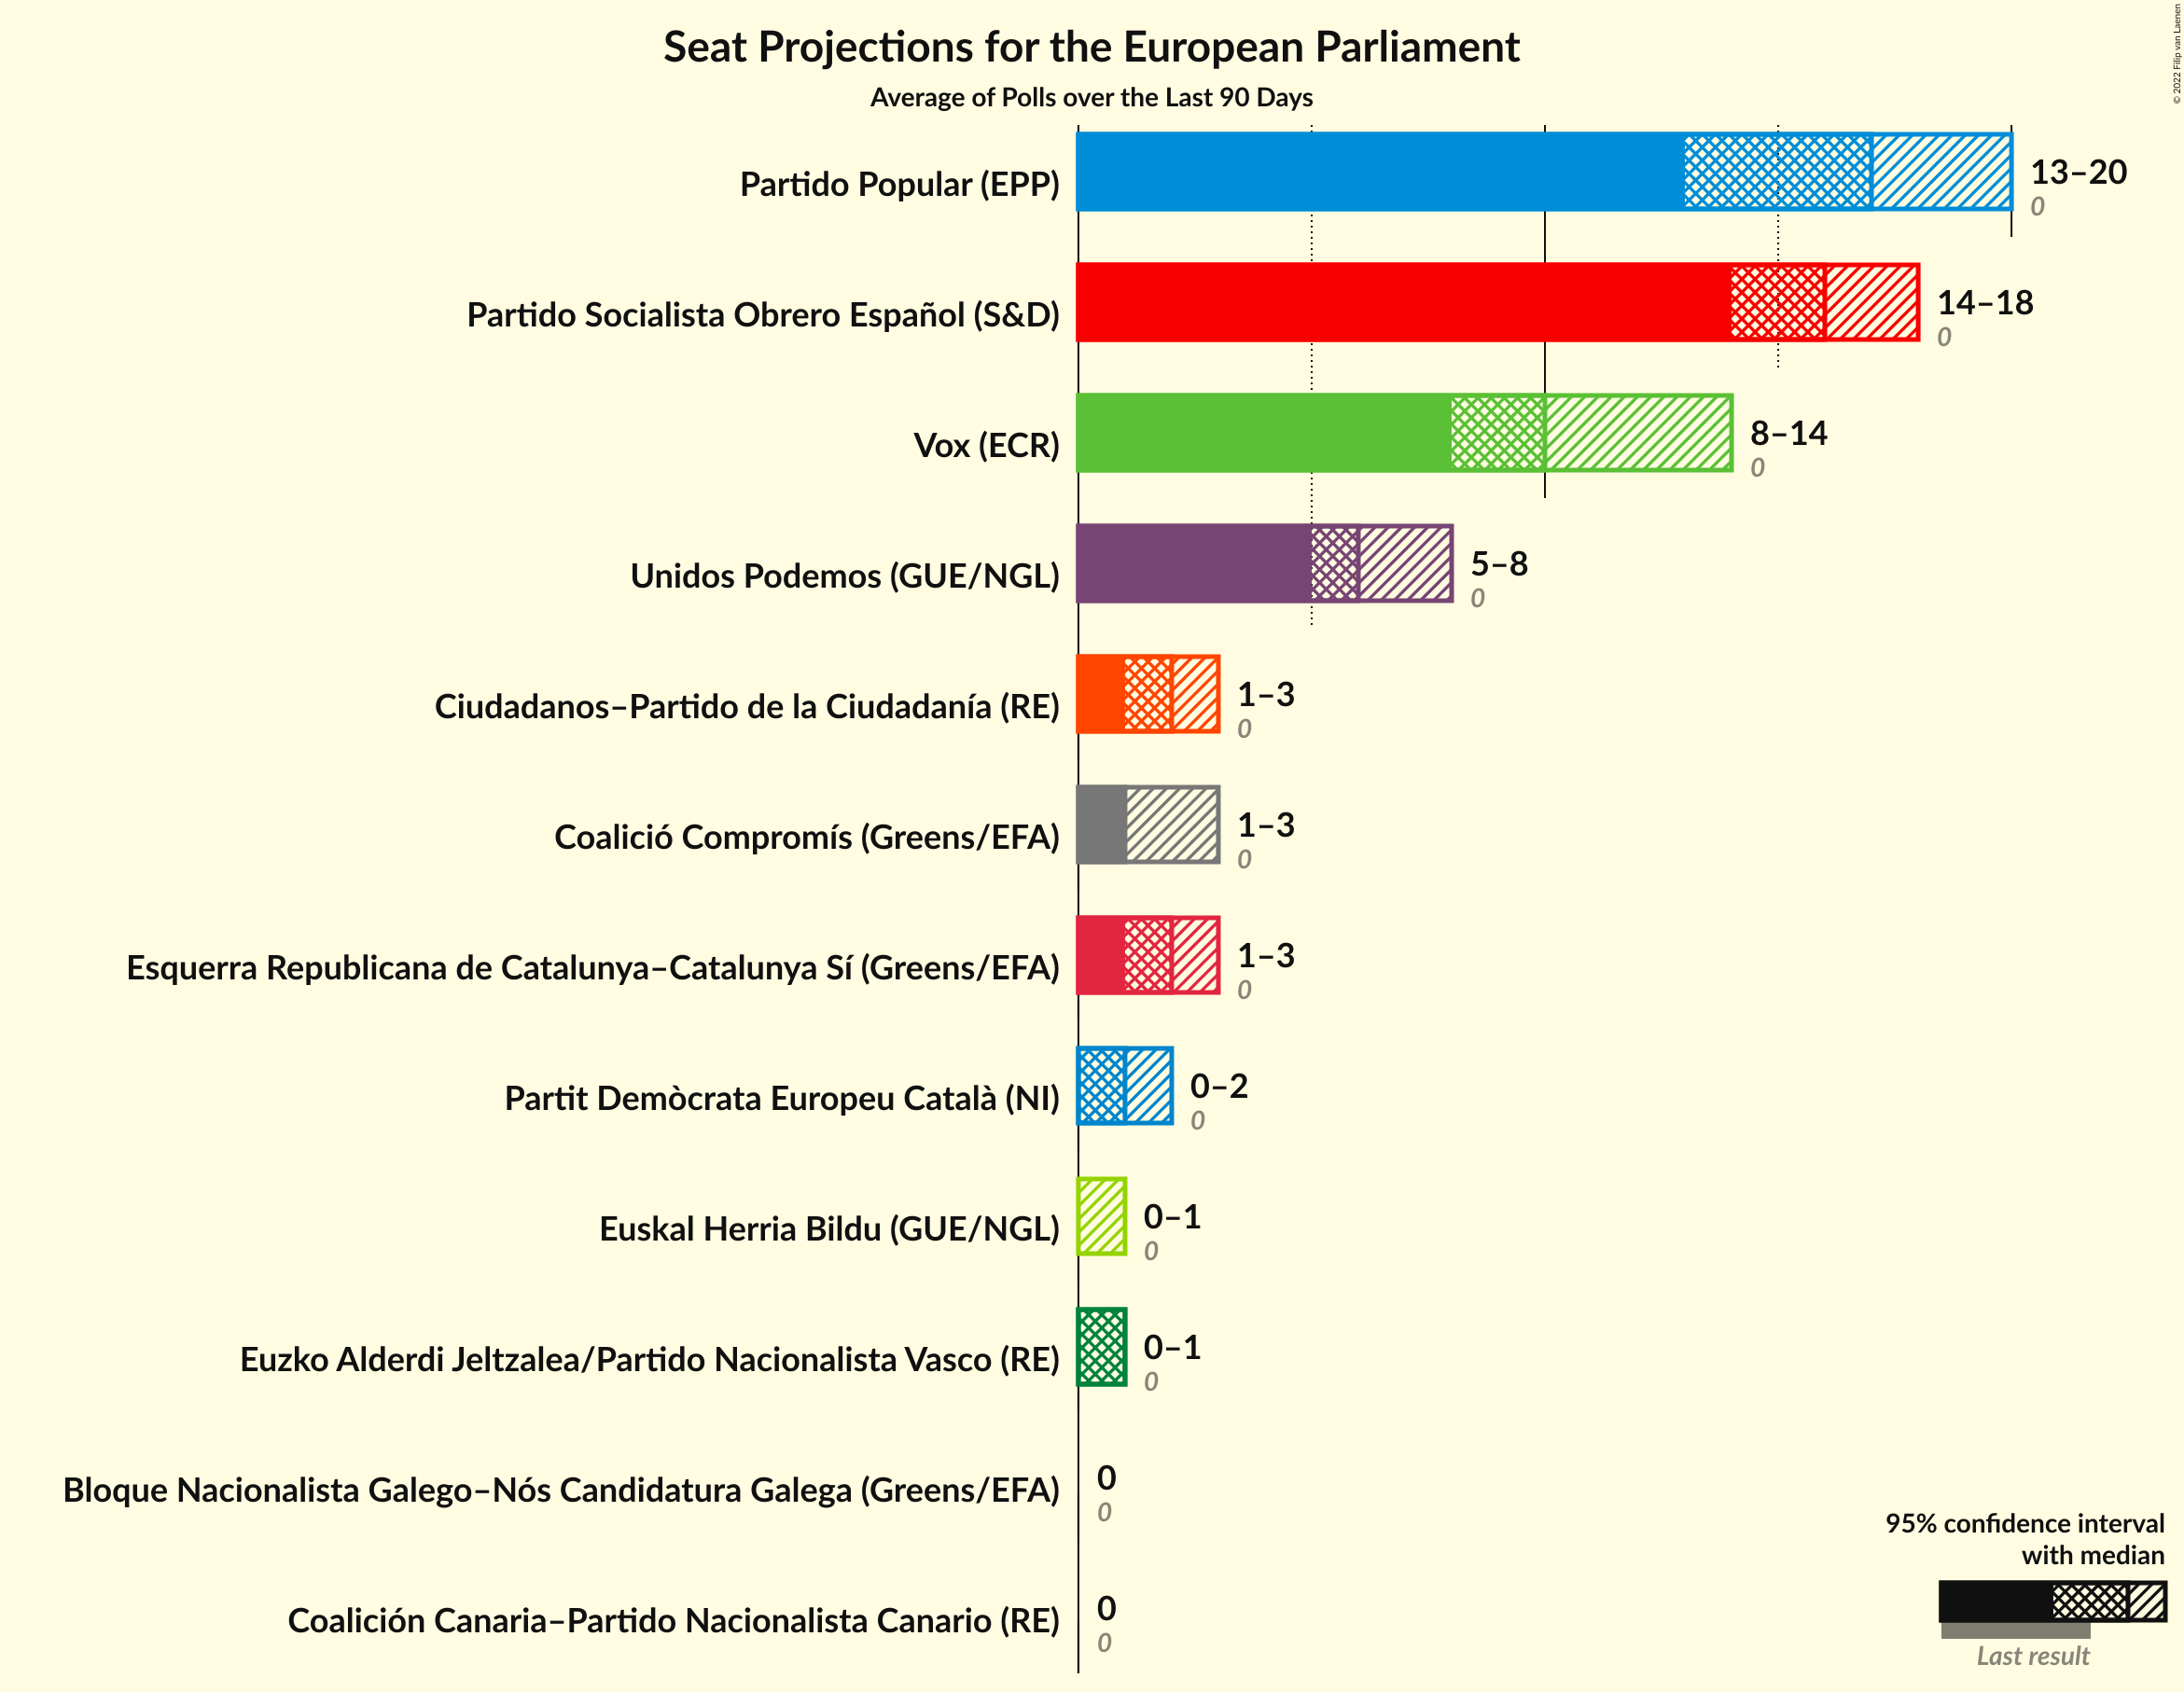 Seat Projections for the European Parliament
Average of Polls over the Last 90 Days
© 2022 Filip van Laenen
Partido Popular (EPP)
13–20
0
Partido Socialista Obrero Español (S&D)
14–18
0
Vox (ECR)
8–14
0
Unidos Podemos (GUE/NGL)
5–8
0
Ciudadanos–Partido de la Ciudadanía (RE)
1–3
0
Coalició Compromís (Greens/EFA)
1–3
0
Esquerra Republicana de Catalunya–Catalunya Sí (Greens/EFA)
1–3
0
Partit Demòcrata Europeu Català (NI)
0–2
0
Euskal Herria Bildu (GUE/NGL)
0–1
0
Euzko Alderdi Jeltzalea/Partido Nacionalista Vasco (RE)
0–1
0
Bloque Nacionalista Galego–Nós Candidatura Galega (Greens/EFA)
0
0
Coalición Canaria–Partido Nacionalista Canario (RE)
0
0
95% confidence interval
with median
Last result